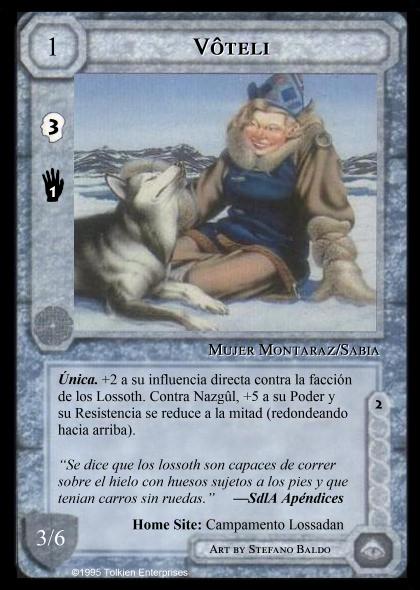 1
VÔTELI
3
1
MUJER MONTARAZ/SABIA
Única. +2 a su influencia directa contra la facción
de los Lossoth. Contra Nazgûl, +5 a su Poder y
su Resistencia se reduce a la mitad (redondeando
hacia arriba).
2
“Se dice que los lossoth son capaces de correr
sobre el hielo con huesos sujetos a los pies y que
tenian carros sin ruedas.” —SdlA Apéndices
Home Site: Campamento Lossadan
3/6
ART BY STEFANO BALDO
©1995 Tolkien Enterprises